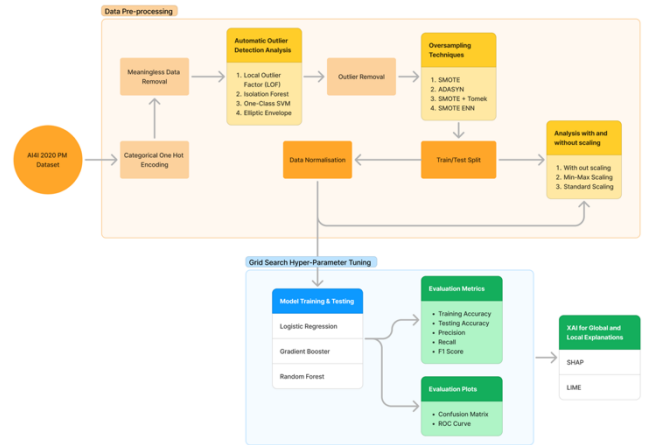 Data Pre-processing
Automatic Outlier
Detection Analysis
1. Local Outlier
Factor (LOF)
2. Isolation Forest
3. One-Class SVM
4. Elliptic Envelope
Oversampling
Techniques
1. SMOTE
2. ADASYN
3. SMOTE + Tomek
4. SMOTE ENN
Meaningless Data
Removal
Outlier Removal
Analysis with and
without scaling
1. With out scaling
2. Min-Max Scaling
3. Standard Scaling
AI4I 2020 PM
Dataset
Categorical One Hot
Encoding
Data Normalisation
Train/Test Split
Grid Search Hyper-Parameter Tuning
Model Training & Testing
Logistic Regression
Gradient Booster
Random Forest
Evaluation Metrics
• Training Accuracy
• Testing Accuracy
• Precision
• Recall
• F1 Score
Evaluation Plots
• Confusion Matrix
• ROC Curve
XAI for Global and
Local Explanations
SHAP
LIME